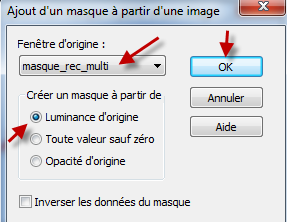 Ajout d'un masque à partir d'une image
Fenêtre d'origine :
masque_rec_multi
OK
Créer un masque à partir de
Annuler
Luminance d'origine
Toute valeur sauf zéro
Aide
Opacité d'origine
Inverser les données du masque